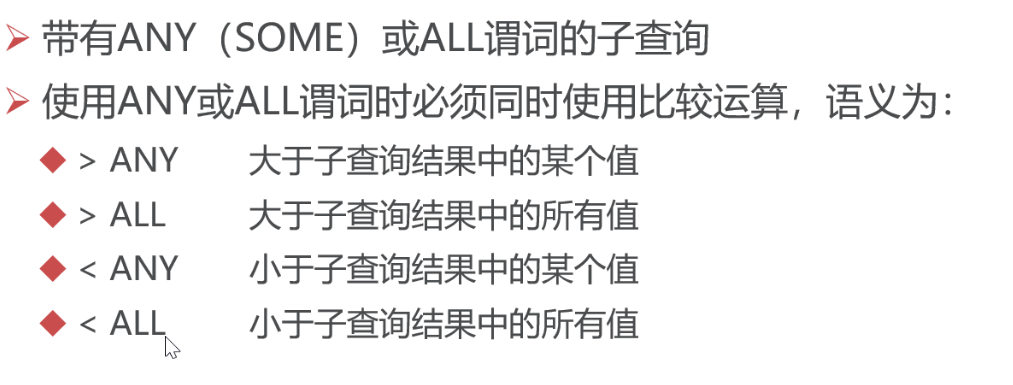 带有ANY（SOME）或ALL谓词的子查询
使用ANY或ALL谓词时必须同时使用比较运算，语义为：
> ANY 大于子查询结果中的某个值
> ALL 大于子查询结果中的所有值
< ANY 小于子查询结果中的某个值
< ALL 小于子查询结果中的所有值